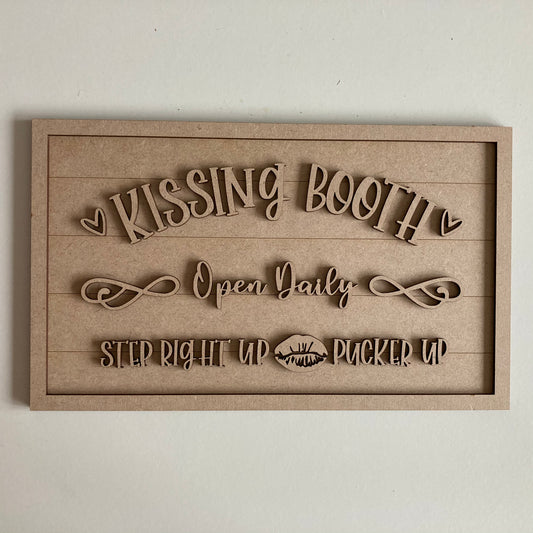 KISSING BOOTH
Open Daily
STEP RIGHT UP PUCKER UP